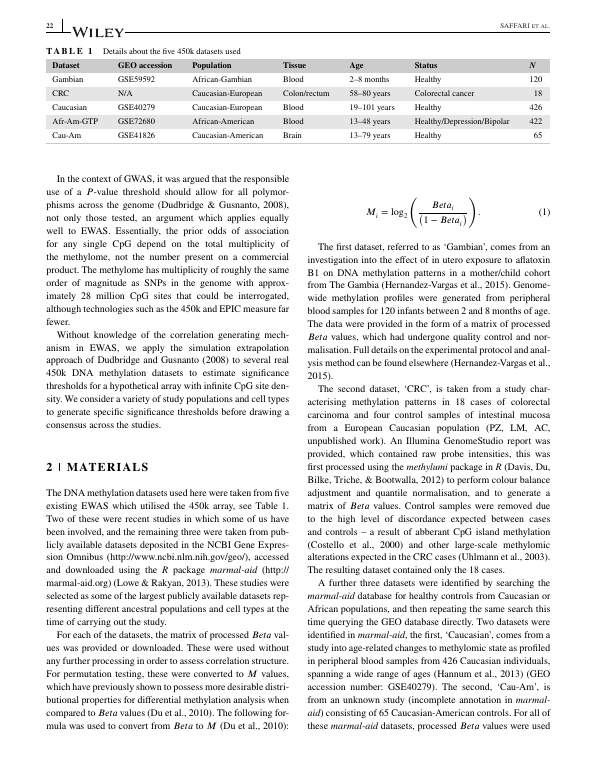 22
WILEY
SAFFARI ET AL.
TABLE 1 Details about the five 450k datasets used
Dataset GEO accession Population Tissue Age Status N
Gambian GSE59592 African-Gambian Blood 2–8 months Healthy 120
CRC N/A Caucasian-European Colon/rectum 58–80 years Colorectal cancer 18
Caucasian GSE40279 Caucasian-European Blood 19–101 years Healthy 426
Afr-Am-GTP GSE72680 African-American Blood 13–48 years Healthy/Depression/Bipolar 422
Cau-Am GSE41826 Caucasian-American Brain 13–79 years Healthy 65
In the context of GWAS, it was argued that the responsible
use of a P-value threshold should allow for all polymor-
phisms across the genome (Dudbridge & Gusnanto, 2008),
not only those tested, an argument which applies equally
well to EWAS. Essentially, the prior odds of association
for any single CpG depend on the total multiplicity of
the methylome, not the number present on a commercial
product. The methylome has multiplicity of roughly the same
order of magnitude as SNPs in the genome with approx-
imately 28 million CpG sites that could be interrogated,
although technologies such as the 450k and EPIC measure far
fewer.
Without knowledge of the correlation generating mech-
anism in EWAS, we apply the simulation extrapolation
approach of Dudbridge and Gusnanto (2008) to several real
450k DNA methylation datasets to estimate significance
thresholds for a hypothetical array with infinite CpG site den-
sity. We consider a variety of study populations and cell types
to generate specific significance thresholds before drawing a
consensus across the studies.
2 | MATERIALS
The DNA methylation datasets used here were taken from five
existing EWAS which utilised the 450k array, see Table 1.
Two of these were recent studies in which some of us have
been involved, and the remaining three were taken from pub-
licly available datasets deposited in the NCBI Gene Expres-
sion Omnibus (http://www.ncbi.nlm.nih.gov/geo/), accessed
and downloaded using the R package marmal-aid (http://
marmal-aid.org) (Lowe & Rakyan, 2013). These studies were
selected as some of the largest publicly available datasets rep-
resenting different ancestral populations and cell types at the
time of carrying out the study.
For each of the datasets, the matrix of processed Beta val-
ues was provided or downloaded. These were used without
any further processing in order to assess correlation structure.
For permutation testing, these were converted to M values,
which have previously shown to possess more desirable distri-
butional properties for differential methylation analysis when
compared to Beta values (Du et al., 2010). The following for-
mula was used to convert from Beta to M (Du et al., 2010):
M_i = log_2 ( Beta_i / (1 − Beta_i) ). (1)
The first dataset, referred to as ‘Gambian’, comes from an
investigation into the effect of in utero exposure to aflatoxin
B1 on DNA methylation patterns in a mother/child cohort
from The Gambia (Hernandez-Vargas et al., 2015). Genome-
wide methylation profiles were generated from peripheral
blood samples for 120 infants between 2 and 8 months of age.
The data were provided in the form of a matrix of processed
Beta values, which had undergone quality control and nor-
malisation. Full details on the experimental protocol and anal-
ysis method can be found elsewhere (Hernandez-Vargas et al.,
2015).
The second dataset, ‘CRC’, is taken from a study char-
acterising methylation patterns in 18 cases of colorectal
carcinoma and four control samples of intestinal mucosa
from a European Caucasian population (PZ, LM, AC,
unpublished work). An Illumina GenomeStudio report was
provided, which contained raw probe intensities, this was
first processed using the methylumi package in R (Davis, Du,
Bilke, Triche, & Bootwalla, 2012) to perform colour balance
adjustment and quantile normalisation, and to generate a
matrix of Beta values. Control samples were removed due
to the high level of discordance expected between cases
and controls – a result of aberrant CpG island methylation
(Costello et al., 2000) and other large-scale methylomic
alterations expected in the CRC cases (Uhlmann et al., 2003).
The resulting dataset contained only the 18 cases.
A further three datasets were identified by searching the
marmal-aid database for healthy controls from Caucasian or
African populations, and then repeating the same search this
time querying the GEO database directly. Two datasets were
identified in marmal-aid, the first, ‘Caucasian’, comes from a
study into age-related changes to methylomic state as profiled
in peripheral blood samples from 426 Caucasian individuals,
spanning a wide range of ages (Hannum et al., 2013) (GEO
accession number: GSE40279). The second, ‘Cau-Am’, is
from an unknown study (incomplete annotation in marmal-
aid) consisting of 65 Caucasian-American controls. For all of
these marmal-aid datasets, processed Beta values were used